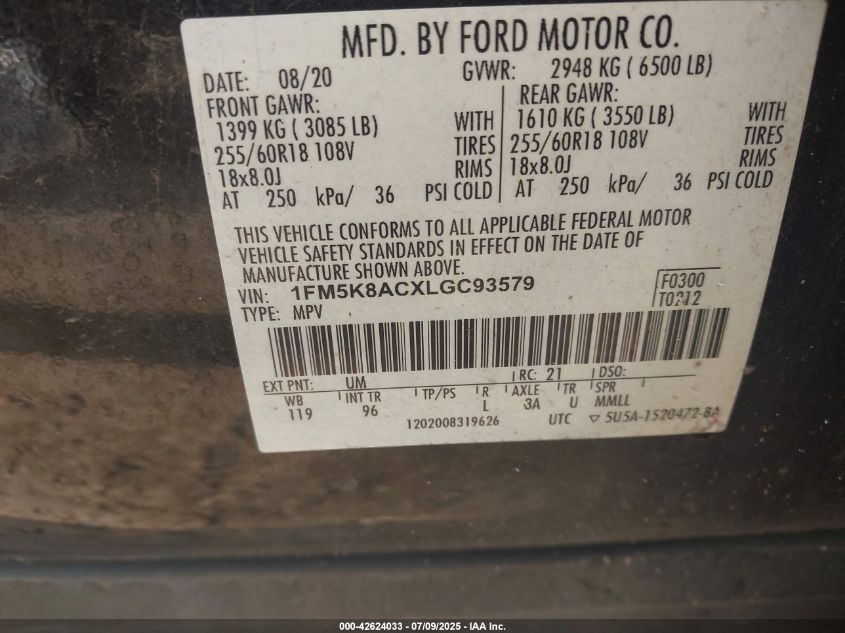 MFD. BY FORD MOTOR CO.
DATE: 08/20 GVWR: 2948 KG ( 6500 LB)
FRONT GAWR: REAR GAWR:
1399 KG ( 3085 LB) WITH 1610 KG ( 3550 LB) WITH
255/60R18 108V TIRES 255/60R18 108V TIRES
18x8.0J RIMS 18x8.0J RIMS
AT 250 kPa/ 36 PSI COLD AT 250 kPa/ 36 PSI COLD
THIS VEHICLE CONFORMS TO ALL APPLICABLE FEDERAL MOTOR
VEHICLE SAFETY STANDARDS IN EFFECT ON THE DATE OF
MANUFACTURE SHOWN ABOVE.
VIN: 1FM5K8ACXLGC93579 F0300
TYPE: MPV T0212
EXT PNT: UM RC: 21 DSO:
WB INT TR TP/PS R AXLE TR SPR
119 96 L 3A U MMLL
1202008319626 UTC ▽ 5U5A-1520472-BA
000-42624033 - 07/09/2025 - IAA Inc.